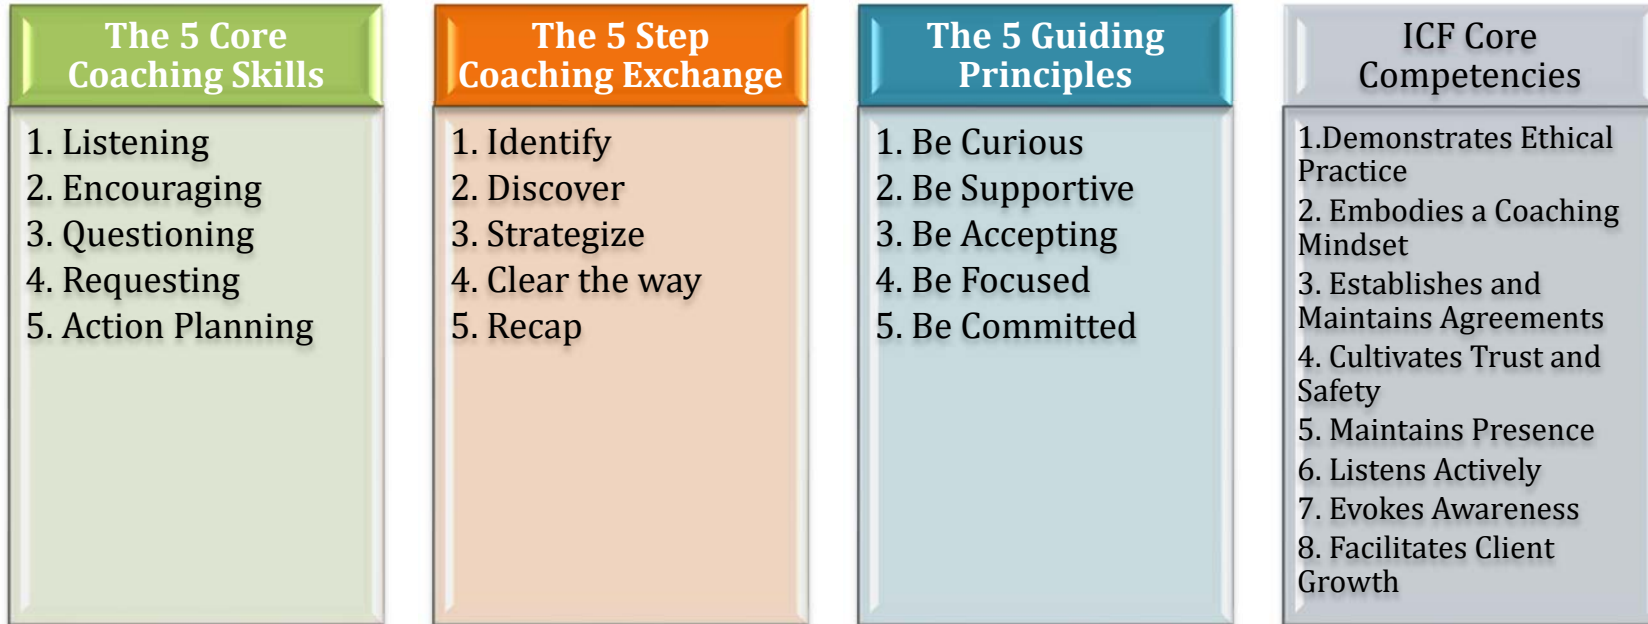 The 5 Core
Coaching Skills
1. Listening
2. Encouraging
3. Questioning
4. Requesting
5. Action Planning
The 5 Step
Coaching Exchange
1. Identify
2. Discover
3. Strategize
4. Clear the way
5. Recap
The 5 Guiding
Principles
1. Be Curious
2. Be Supportive
3. Be Accepting
4. Be Focused
5. Be Committed
ICF Core
Competencies
1.Demonstrates Ethical
Practice
2. Embodies a Coaching
Mindset
3. Establishes and
Maintains Agreements
4. Cultivates Trust and
Safety
5. Maintains Presence
6. Listens Actively
7. Evokes Awareness
8. Facilitates Client
Growth